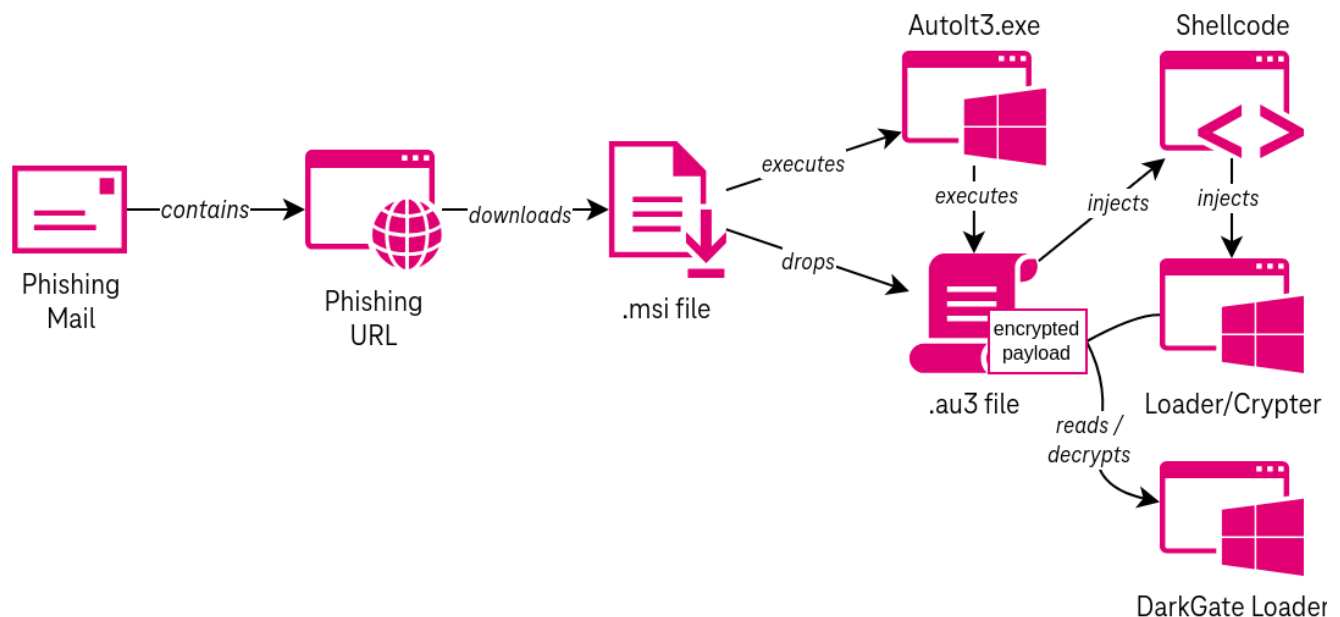 AutoIt3.exe
Shellcode
executes
contains
downloads
executes
injects
injects
drops
Phishing
Mail
Phishing
URL
.msi file
encrypted
payload
.au3 file
Loader/Crypter
reads /
decrypts
DarkGate Loader